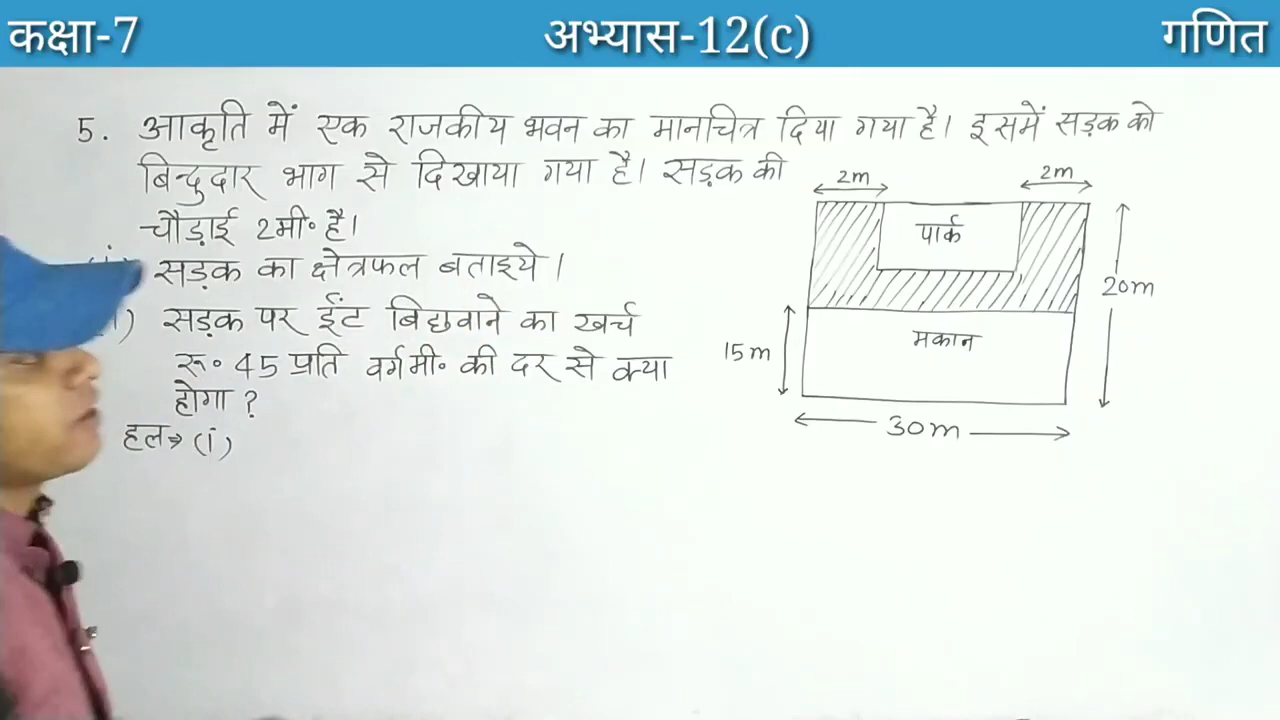 कक्षा-7
अभ्यास-12(c)
गणित
5. आकृति में एक राजकीय भवन का मानचित्र दिया गया है। इसमें सड़क को
बिन्दुदार भाग से दिखाया गया है। सड़क की
चौड़ाई 2मी॰ है।
सड़क का क्षेत्रफल बताइये।
) सड़क पर ईंट बिछवाने का खर्च
रू॰ 45 प्रति वर्गमी॰ की दर से क्या
होगा?
हल⇒ (i)
2m
2m
पार्क
20m
15m
मकान
30m